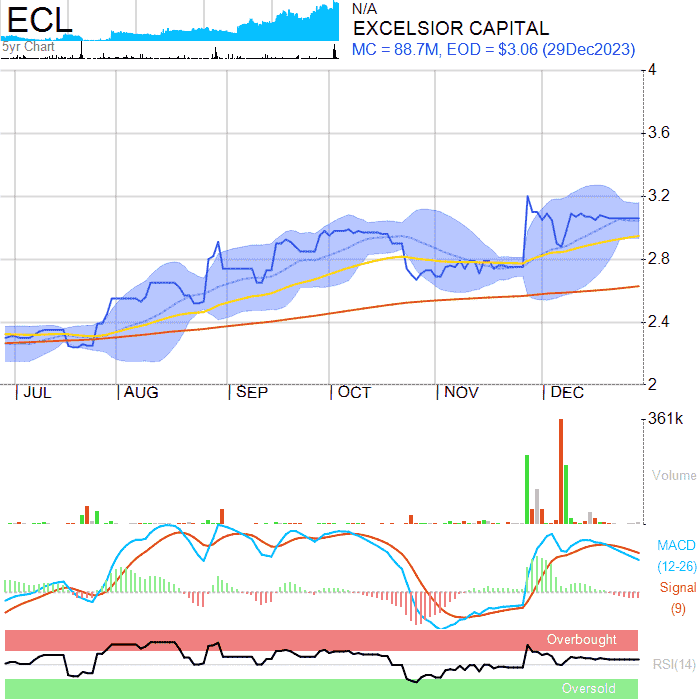 ECL
5yr Chart
N/A
EXCELSIOR CAPITAL
MC = 88.7M, EOD = $3.06 (29Dec2023)
4
3.6
3.2
2.8
2.4
2
JUL AUG SEP OCT NOV DEC
361k
Volume
MACD
(12-26)
Signal
(9)
Overbought
RSI(14)
Oversold